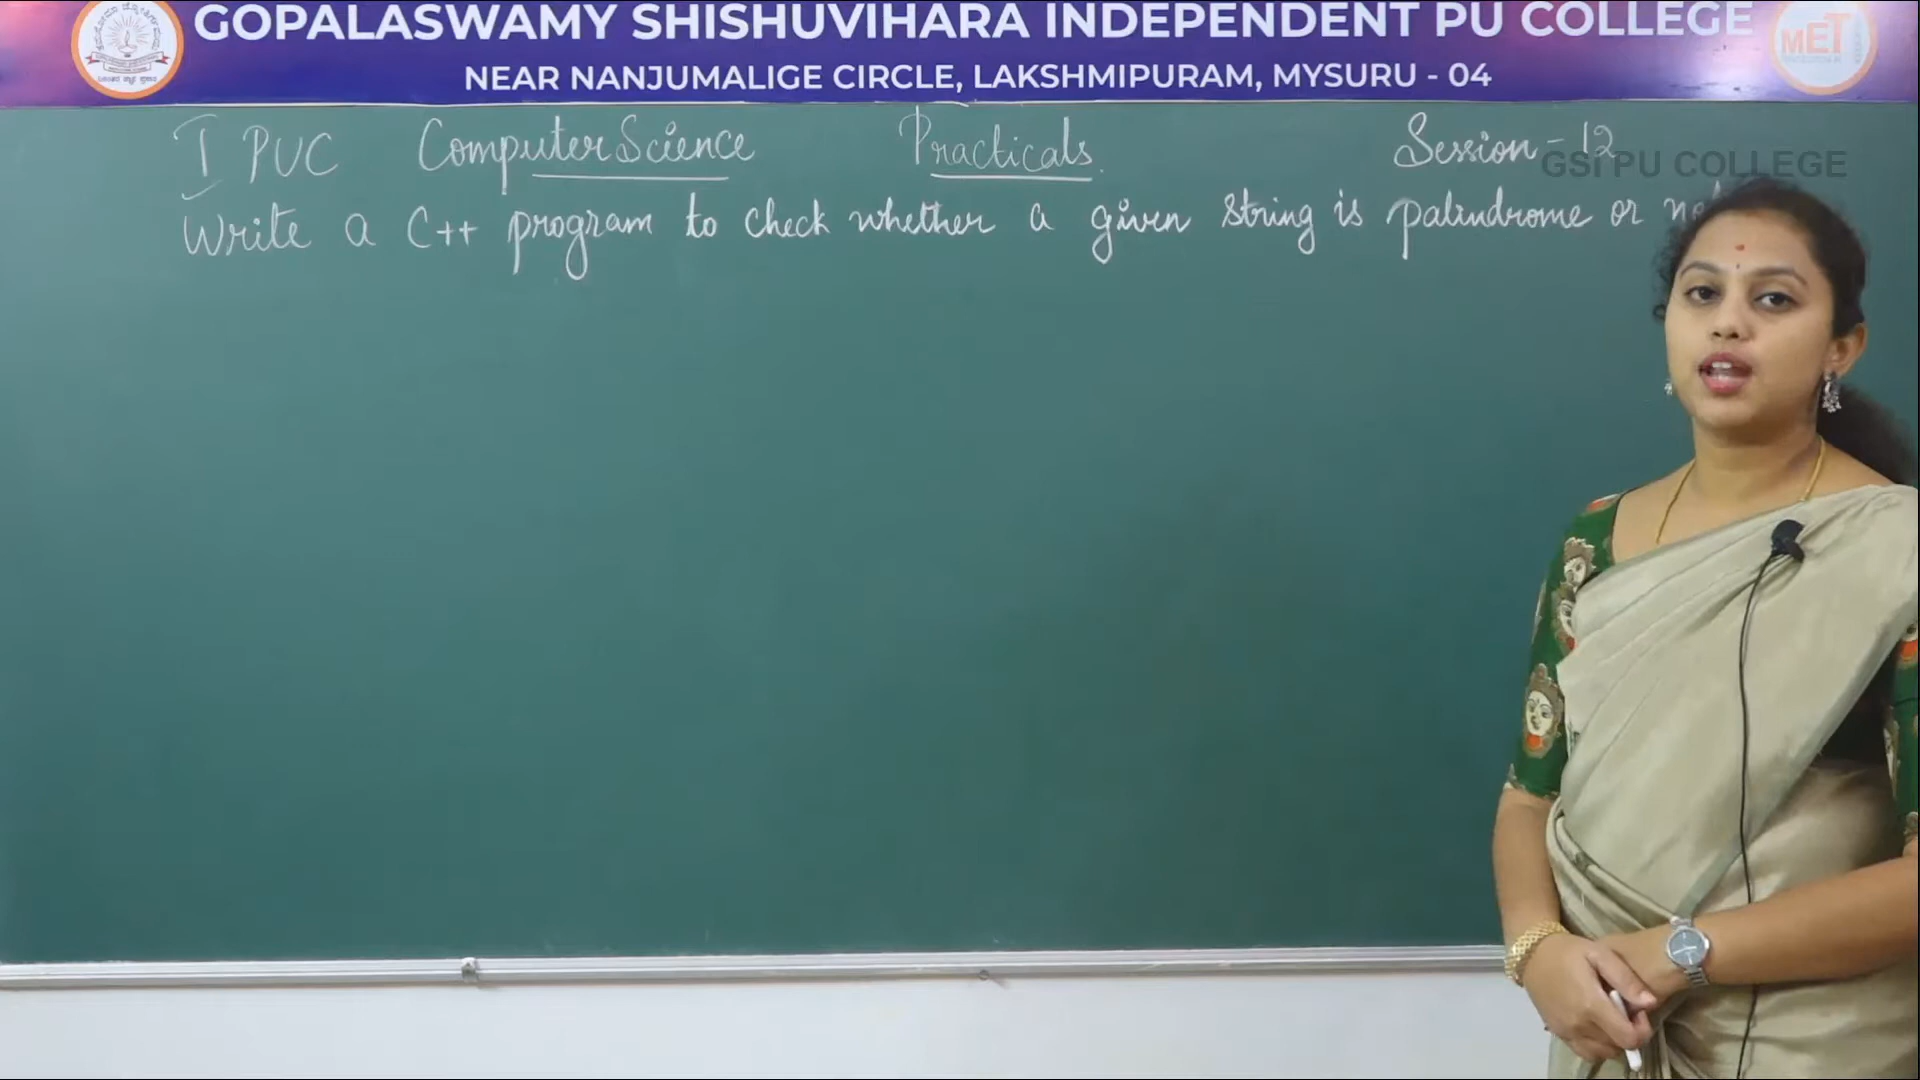 GOPALASWAMY SHISHUVIHARA INDEPENDENT PU COLLEGE
MET
NEAR NANJUMALIGE CIRCLE, LAKSHMIPURAM, MYSURU - 04
I PUC Computer Science Practicals. Session - 12
GSI PU COLLEGE
Write a C++ program to check whether a given string is palindrome or